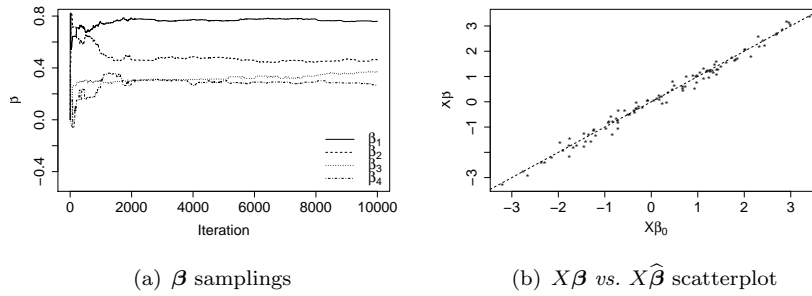 0.8
0.4
0.0
−0.4
β
β₁
β₂
β₃
β₄
0 2000 4000 6000 8000 10000
Iteration
3
2
1
−1
−3
Xβ
−3 −2 −1 0 1 2 3
Xβ₀
(a) β samplings
(b) Xβ vs. Xβ̂ scatterplot